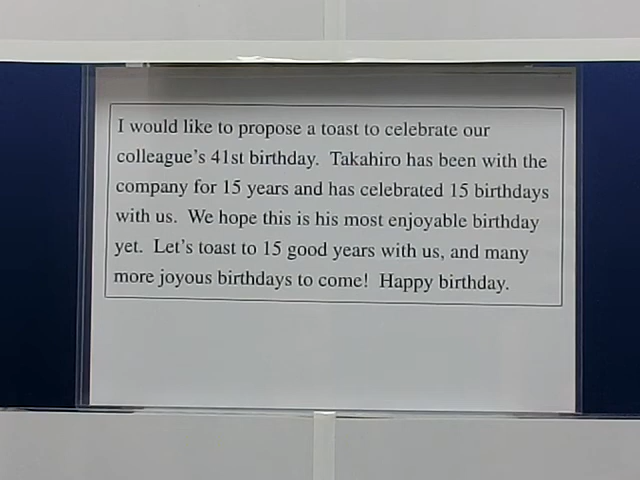 I would like to propose a toast to celebrate our
colleague's 41st birthday.  Takahiro has been with the
company for 15 years and has celebrated 15 birthdays
with us.  We hope this is his most enjoyable birthday
yet.  Let's toast to 15 good years with us, and many
more joyous birthdays to come!  Happy birthday.